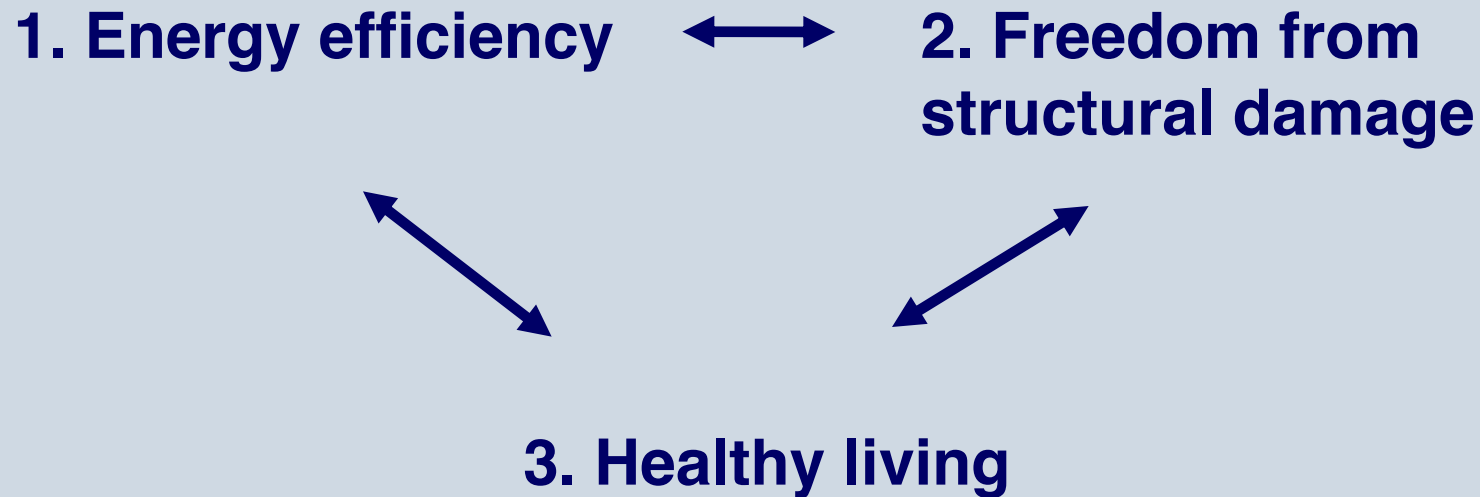 1. Energy efficiency
2. Freedom from
structural damage
3. Healthy living